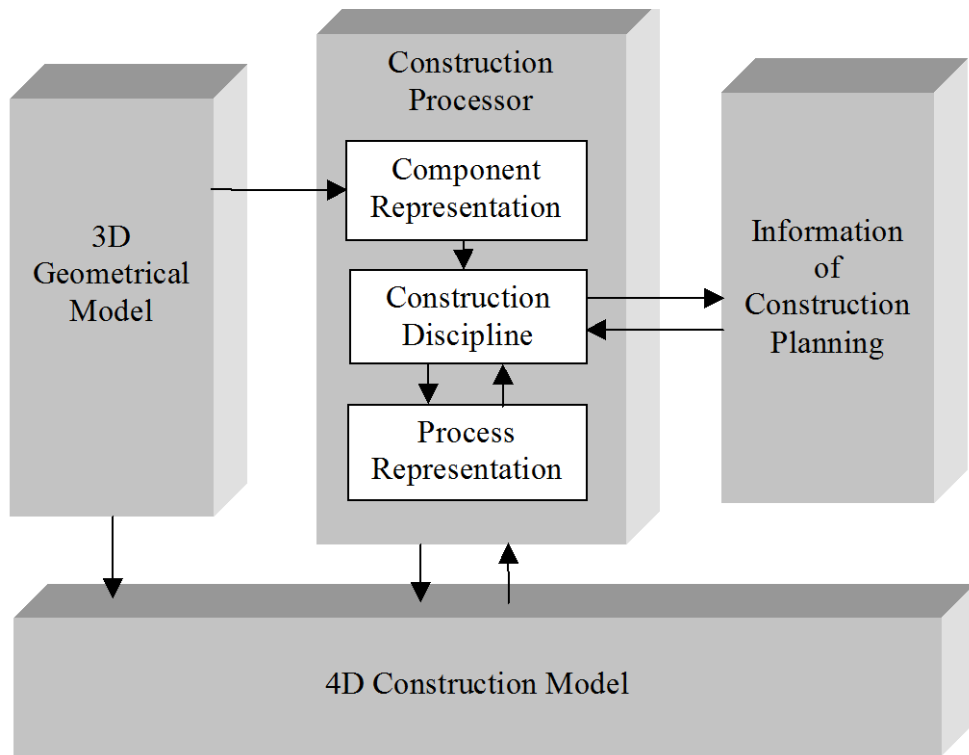 3D
Geometrical
Model
Construction
Processor
Component
Representation
Construction
Discipline
Process
Representation
Information
of
Construction
Planning
4D Construction Model